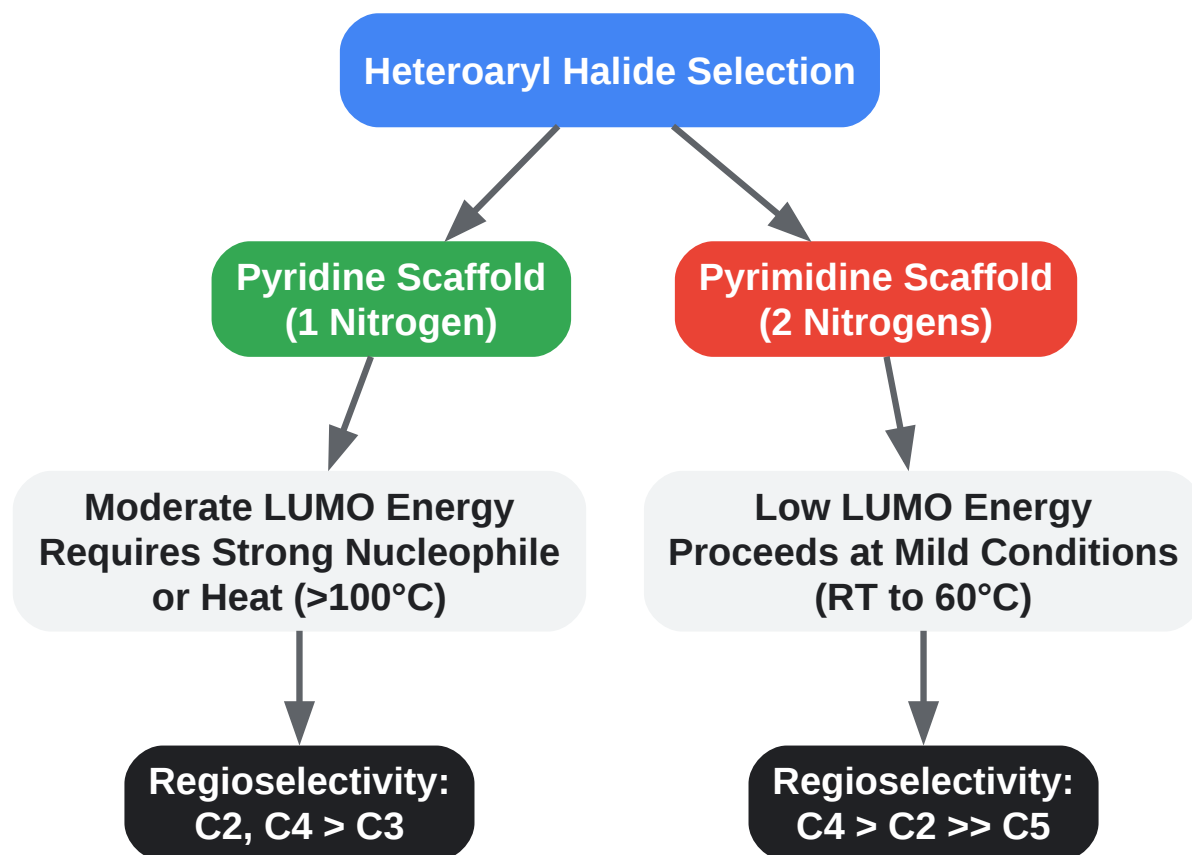 Heteroaryl Halide Selection
Pyridine Scaffold
(1 Nitrogen)
Pyrimidine Scaffold
(2 Nitrogens)
Moderate LUMO Energy
Requires Strong Nucleophile
or Heat (>100°C)
Low LUMO Energy
Proceeds at Mild Conditions
(RT to 60°C)
Regioselectivity:
C2, C4 > C3
Regioselectivity:
C4 > C2 >> C5